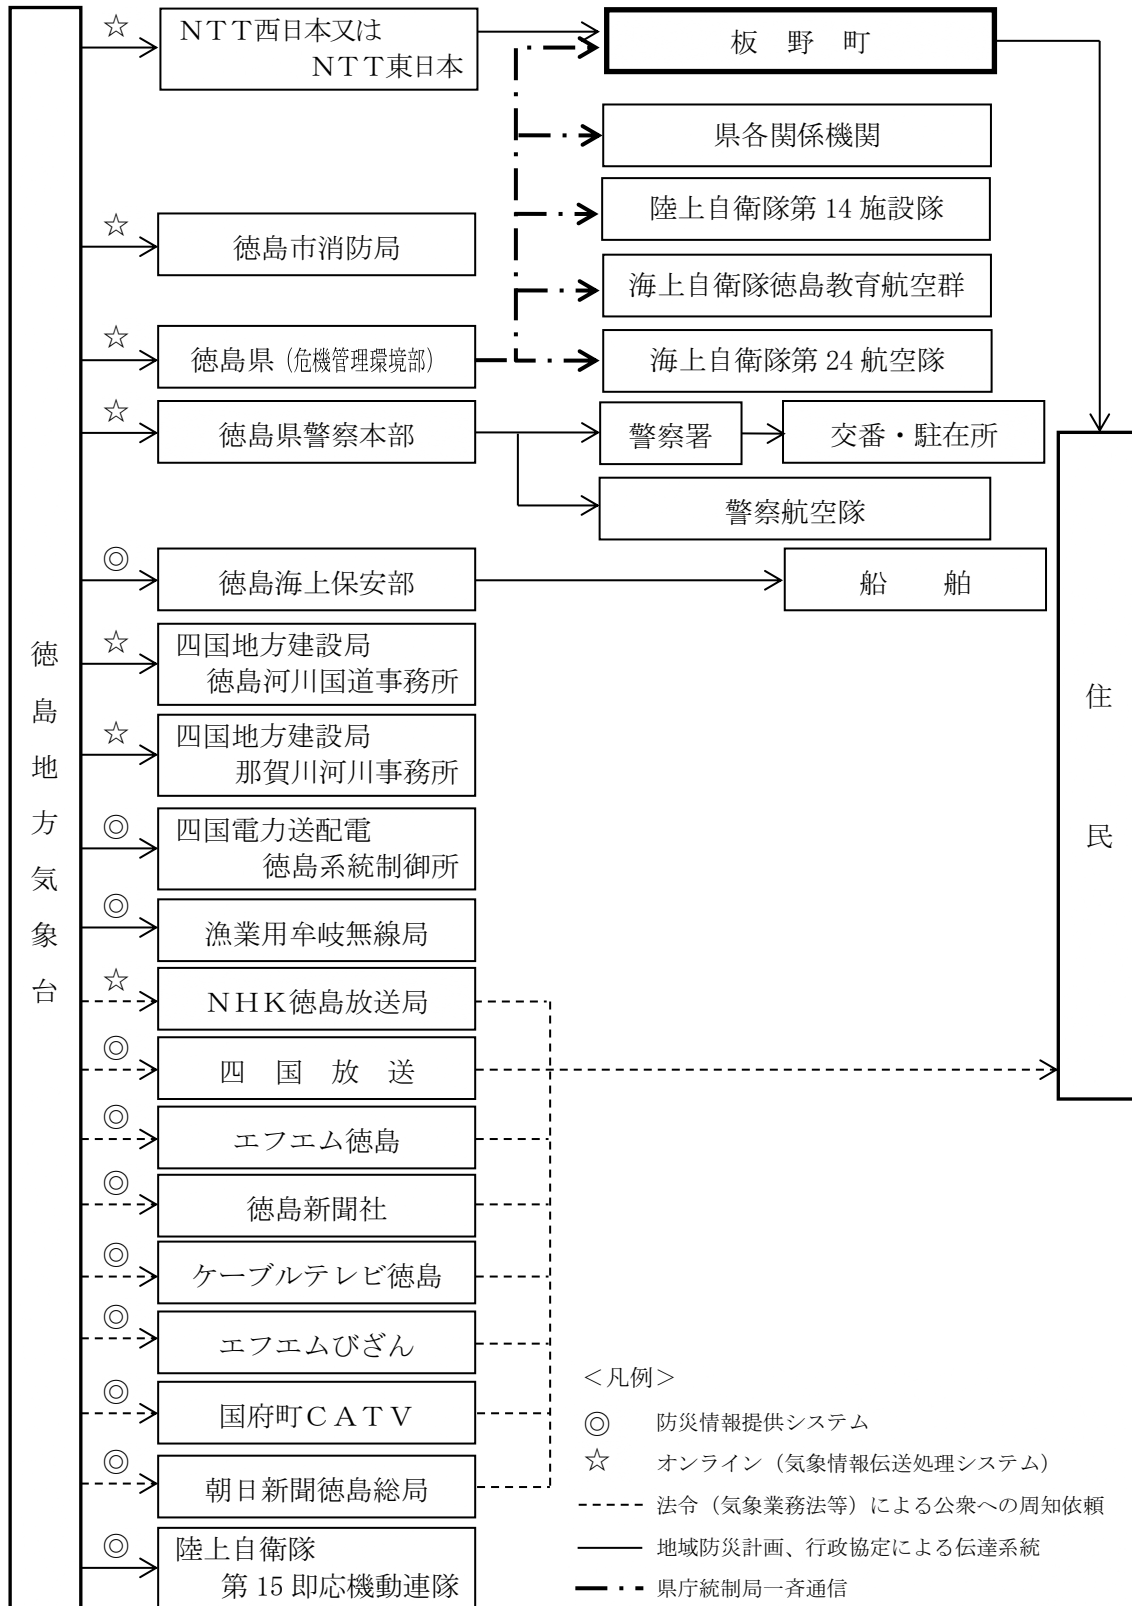 徳島地方気象台
☆
NTT西日本又は
NTT東日本
板　野　町
県各関係機関
陸上自衛隊第 14 施設隊
☆
徳島市消防局
海上自衛隊徳島教育航空群
☆
徳島県（危機管理環境部）
海上自衛隊第 24 航空隊
☆
徳島県警察本部
警察署
交番・駐在所
警察航空隊
◎
徳島海上保安部
船　　舶
住民
☆
四国地方建設局
徳島河川国道事務所
☆
四国地方建設局
那賀川河川事務所
◎
四国電力送配電
徳島系統制御所
◎
漁業用牟岐無線局
☆
NHK徳島放送局
◎
四　国　放　送
◎
エフエム徳島
◎
徳島新聞社
◎
ケーブルテレビ徳島
◎
エフエムびざん
◎
国府町CATV
◎
朝日新聞徳島総局
◎
陸上自衛隊
第 15 即応機動連隊
＜凡例＞
◎　防災情報提供システム
☆　オンライン（気象情報伝送処理システム）
法令（気象業務法等）による公衆への周知依頼
地域防災計画、行政協定による伝達系統
県庁統制局一斉通信